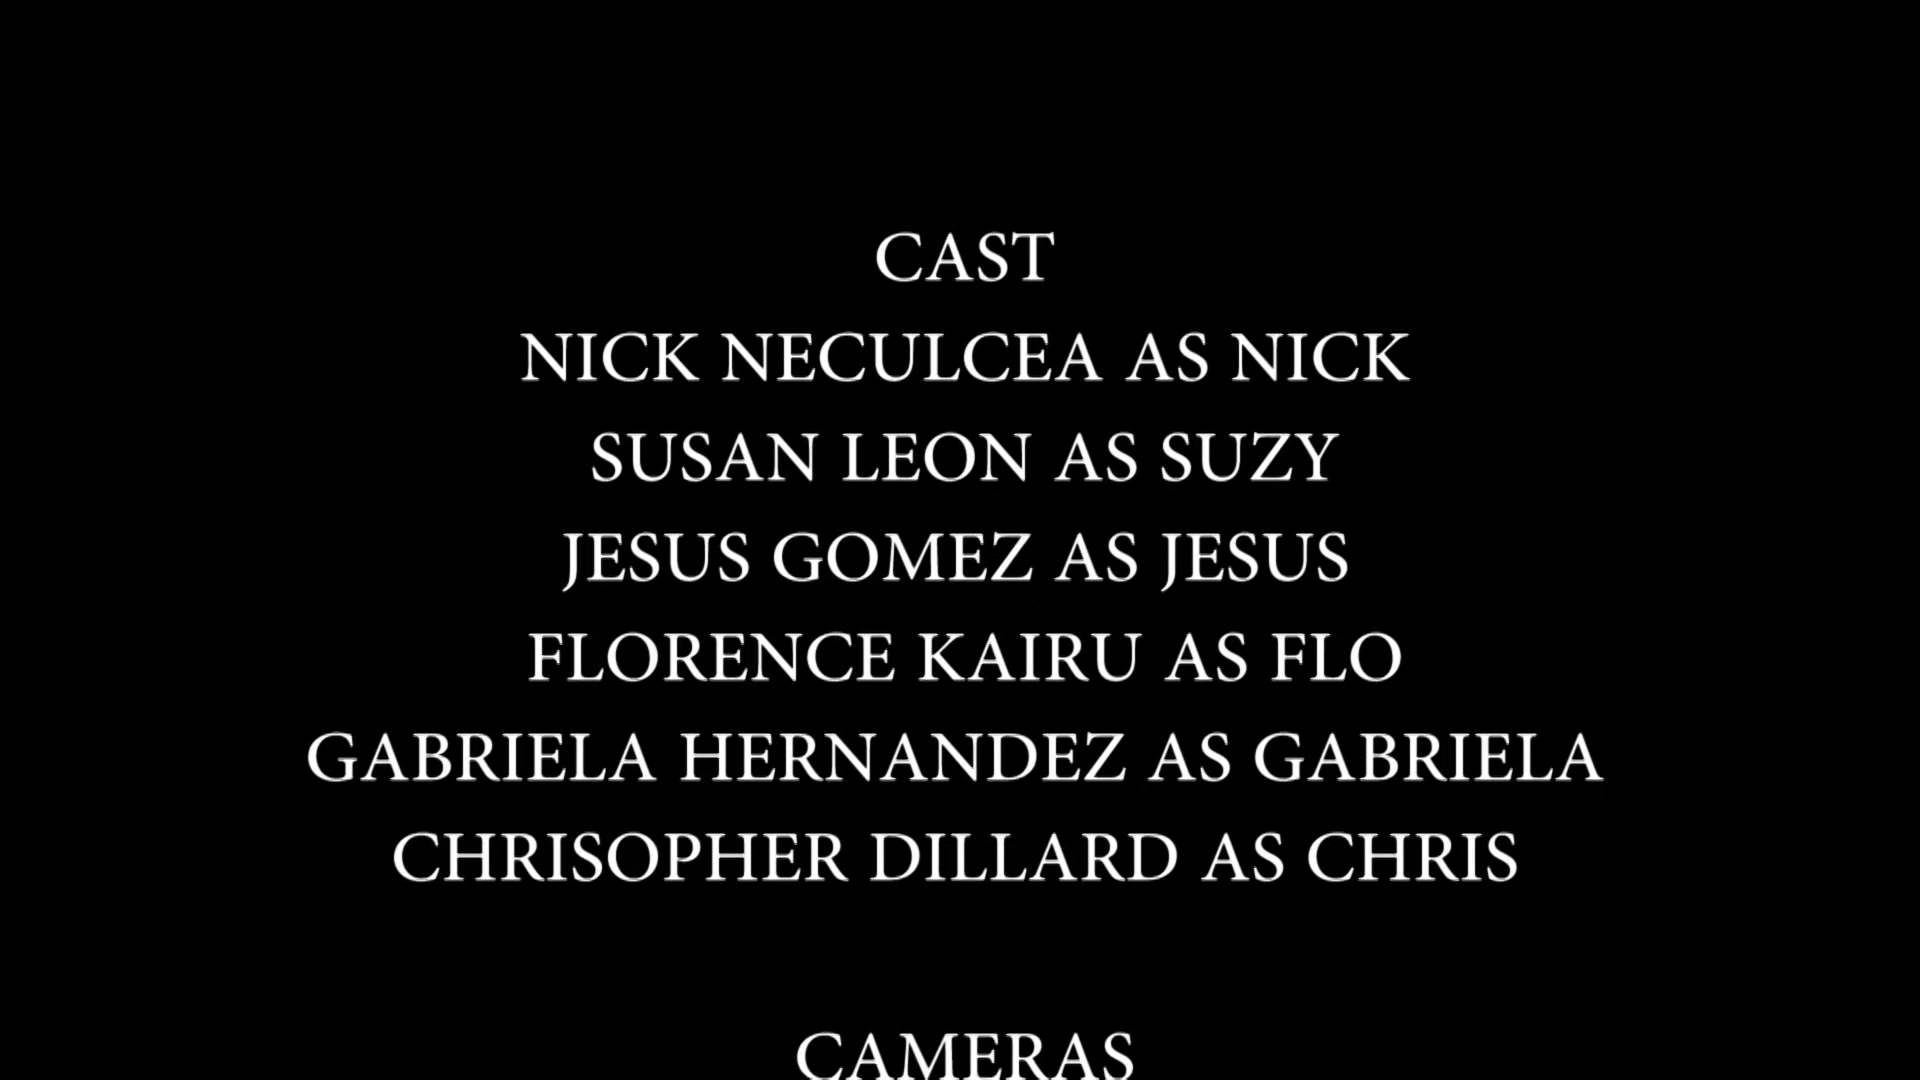 CAST
NICK NECULCEA AS NICK
SUSAN LEON AS SUZY
JESUS GOMEZ AS JESUS
FLORENCE KAIRU AS FLO
GABRIELA HERNANDEZ AS GABRIELA
CHRISOPHER DILLARD AS CHRIS
CAMERAS